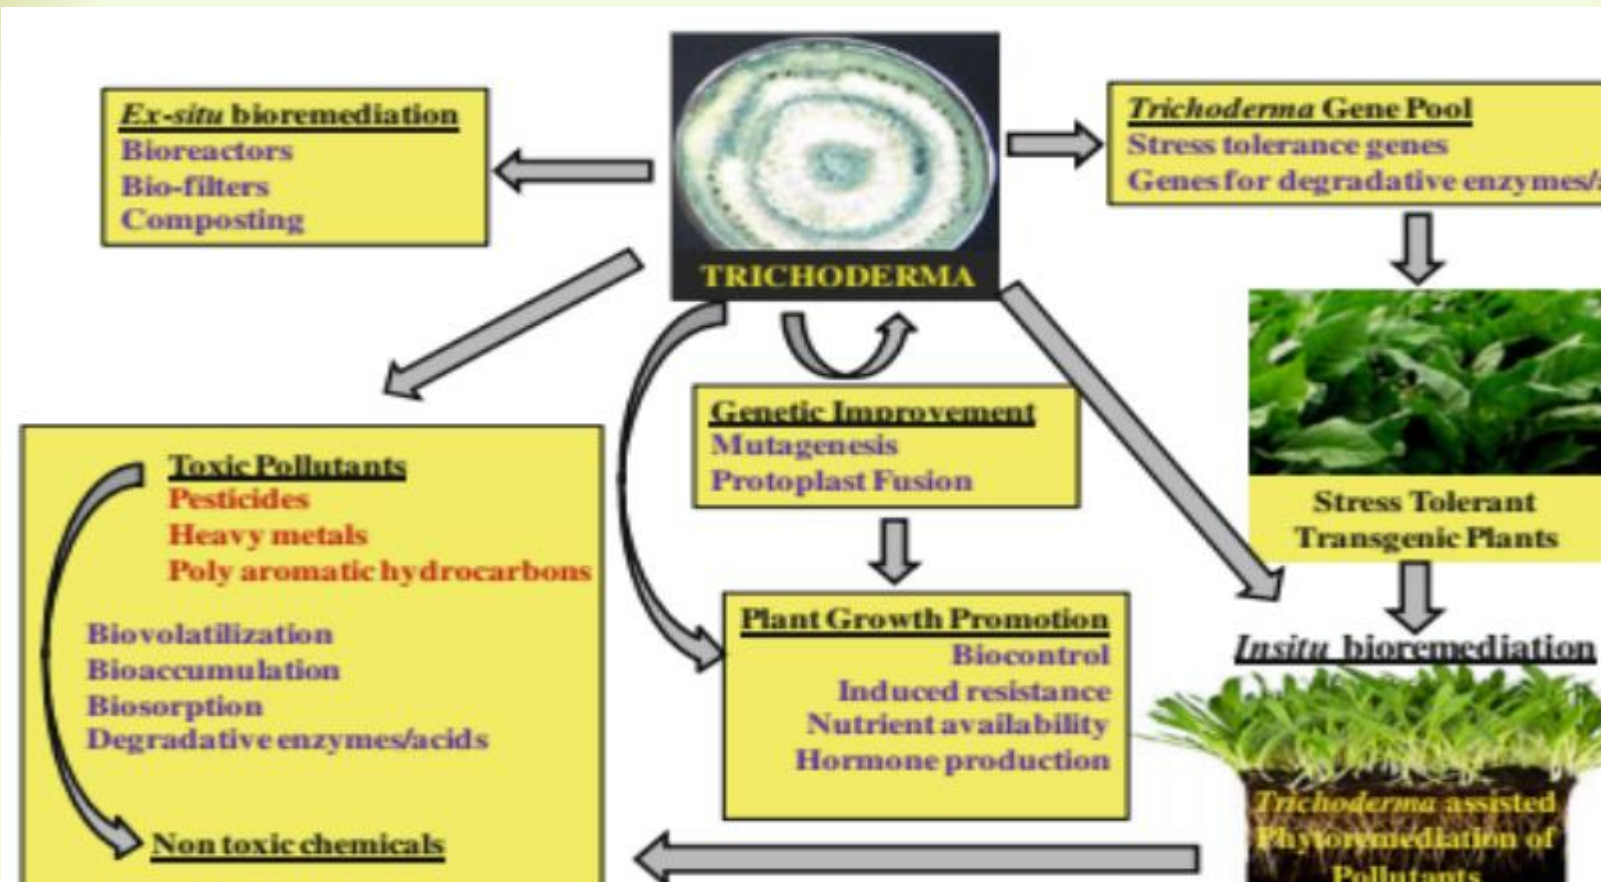 Ex-situ bioremediation
Bioreactors
Bio-filters
Composting
TRICHODERMA
Trichoderma Gene Pool
Stress tolerance genes
Genes for degradative enzymes/
Genetic Improvement
Mutagenesis
Protoplast Fusion
Stress Tolerant
Transgenic Plants
Toxic Pollutants
Pesticides
Heavy metals
Poly aromatic hydrocarbons
Biovolatilization
Bioaccumulation
Biosorption
Degradative enzymes/acids
Non toxic chemicals
Plant Growth Promotion
Biocontrol
Induced resistance
Nutrient availability
Hormone production
Insitu bioremediation
Trichoderma assisted
Phytoremediation of
Pollutants